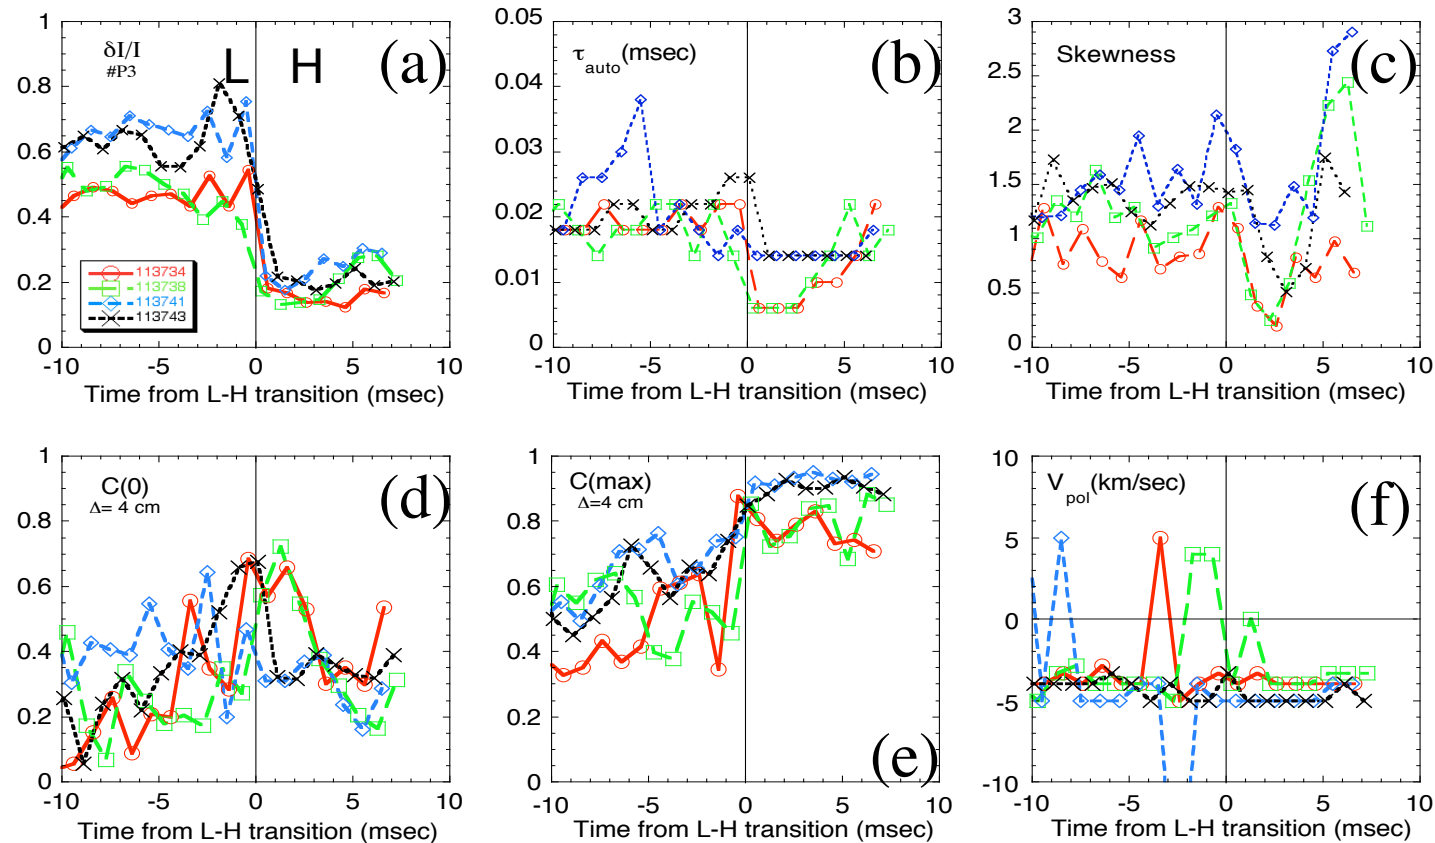 δI/I
#P3
L H
(a)
113734
113738
113741
113743
1
0.8
0.6
0.4
0.2
0
-10 -5 0 5 10
Time from L-H transition (msec)
τauto(msec)
(b)
0.05
0.04
0.03
0.02
0.01
0
-10 -5 0 5 10
Time from L-H transition (msec)
Skewness
(c)
3
2.5
2
1.5
1
0.5
0
-10 -5 0 5 10
Time from L-H transition (msec)
C(0)
Δ= 4 cm
(d)
1
0.8
0.6
0.4
0.2
0
-10 -5 0 5 10
Time from L-H transition (msec)
C(max)
Δ=4 cm
(e)
1
0.8
0.6
0.4
0.2
0
-10 -5 0 5 10
Time from L-H transition (msec)
Vpol(km/sec)
(f)
10
5
0
-5
-10
-10 -5 0 5 10
Time from L-H transition (msec)